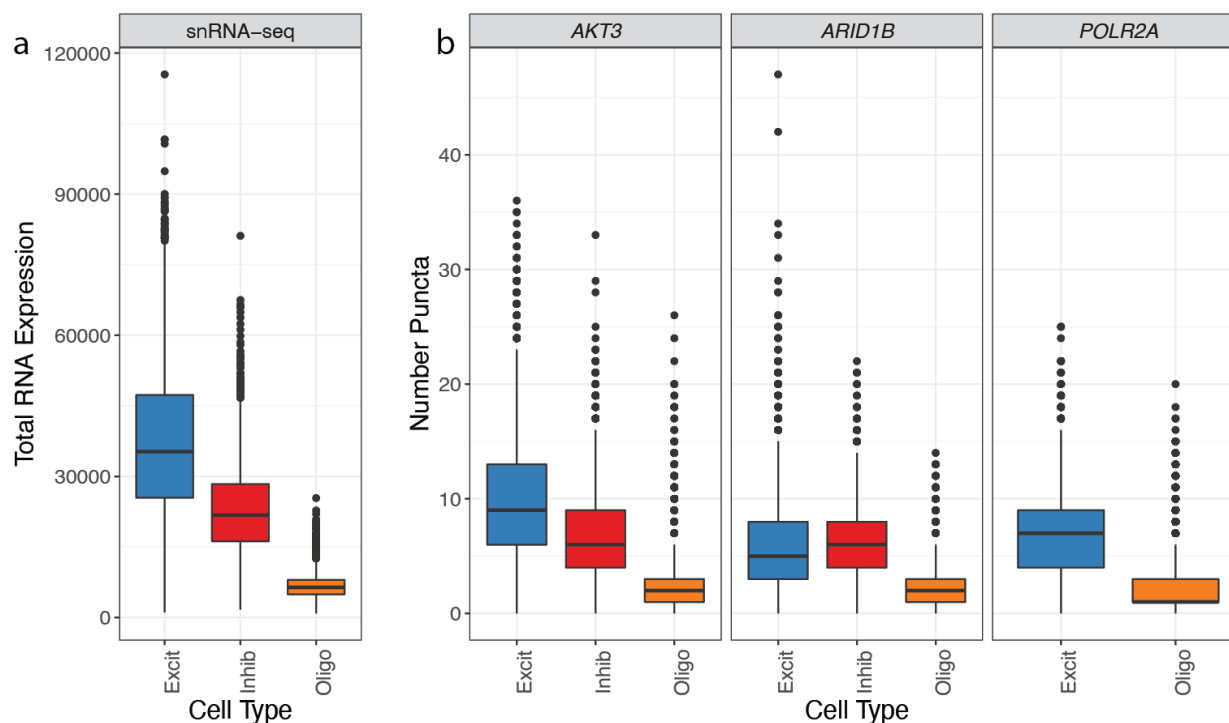 a
snRNA−seq
Total RNA Expression
120000
90000
60000
30000
0
Excit
Inhib
Oligo
Cell Type
b
AKT3
ARID1B
POLR2A
Number Puncta
40
30
20
10
0
Excit
Inhib
Oligo
Excit
Inhib
Oligo
Excit
Oligo
Cell Type